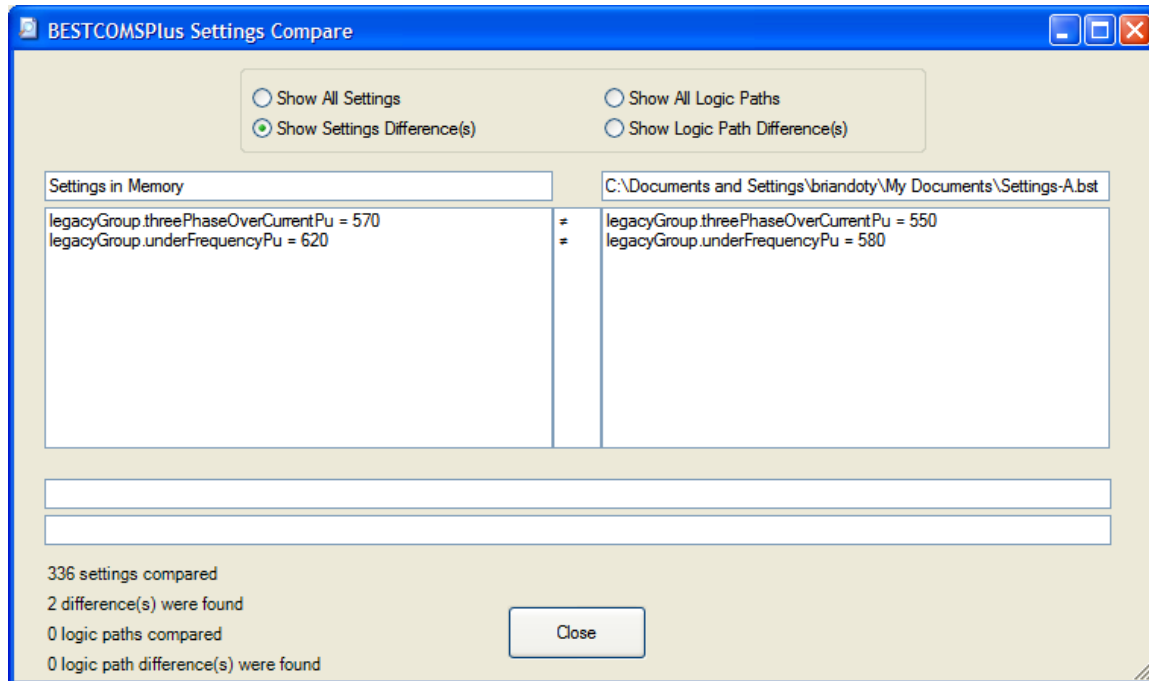 BESTCOMSPlus Settings Compare
Show All Settings
Show All Logic Paths
Show Settings Difference(s)
Show Logic Path Difference(s)
Settings in Memory
C:\Documents and Settings\briandoty\My Documents\Settings-A.bst
legacyGroup.threePhaseOverCurrentPu = 570 ≠ legacyGroup.threePhaseOverCurrentPu = 550
legacyGroup.underFrequencyPu = 620 ≠ legacyGroup.underFrequencyPu = 580
336 settings compared
2 difference(s) were found
0 logic paths compared
0 logic path difference(s) were found
Close